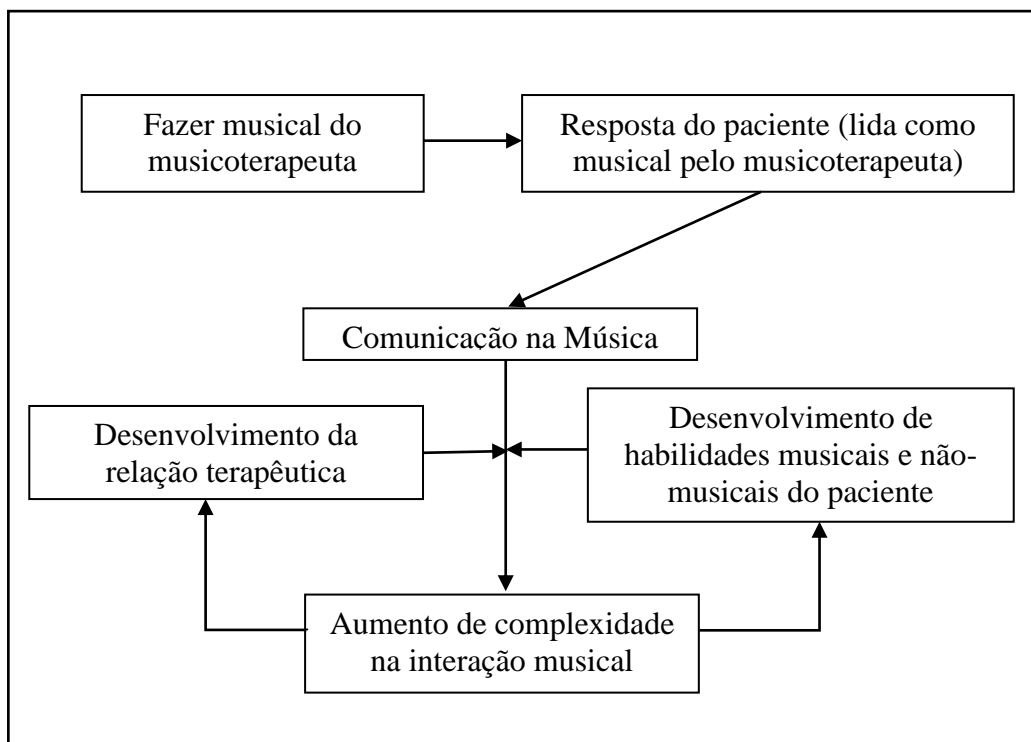 Fazer musical do
musicoterapeuta
Resposta do paciente (lida como
musical pelo musicoterapeuta)
Comunicação na Música
Desenvolvimento da
relação terapêutica
Desenvolvimento de
habilidades musicais e não-
musicais do paciente
Aumento de complexidade
na interação musical